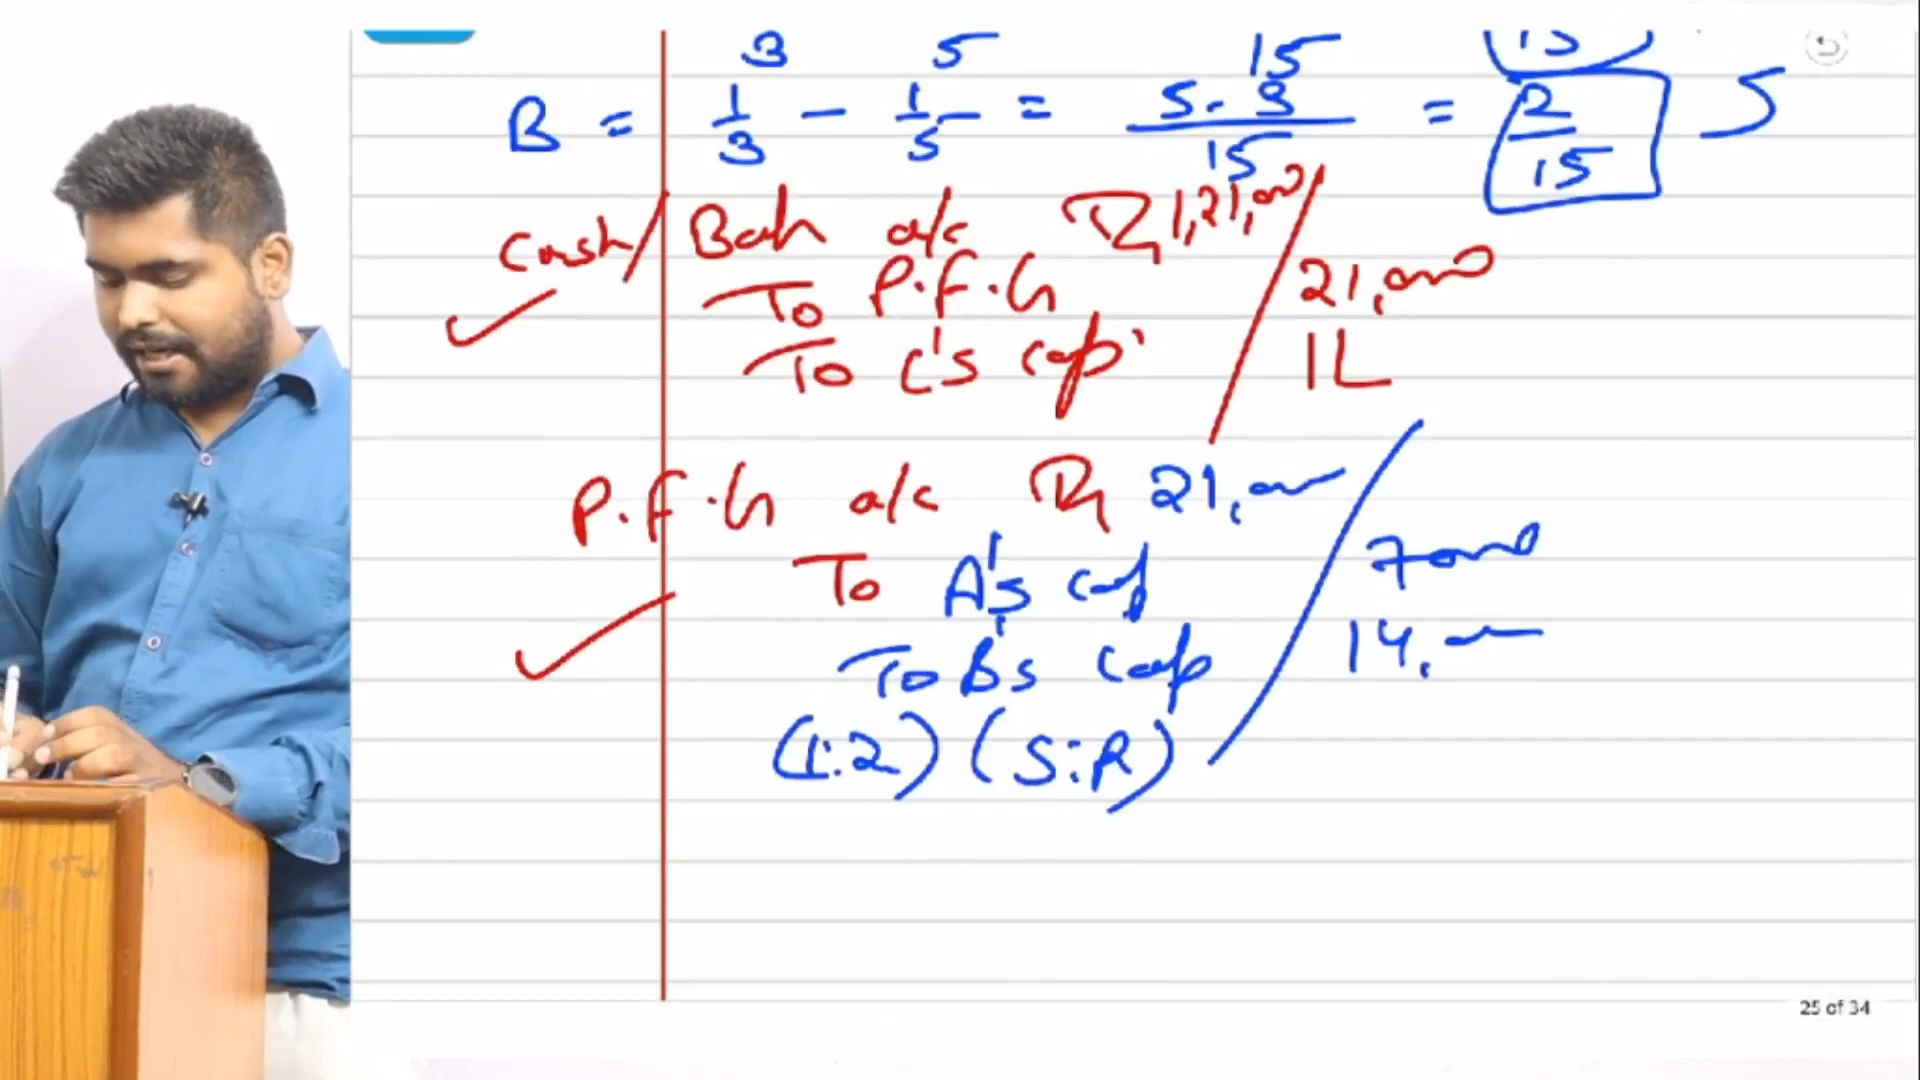 3 5 15 15
B = 1/3 - 1/5 = 5-3/15 = 2/15 S
Cash/Bank a/c Dr 1,21,000
To P.F.G 21,000
To C's cap 1L
P.F.G a/c Dr 21,000
To A's cap 7000
To B's cap 14,000
(1:2) (S:R)
25 of 34